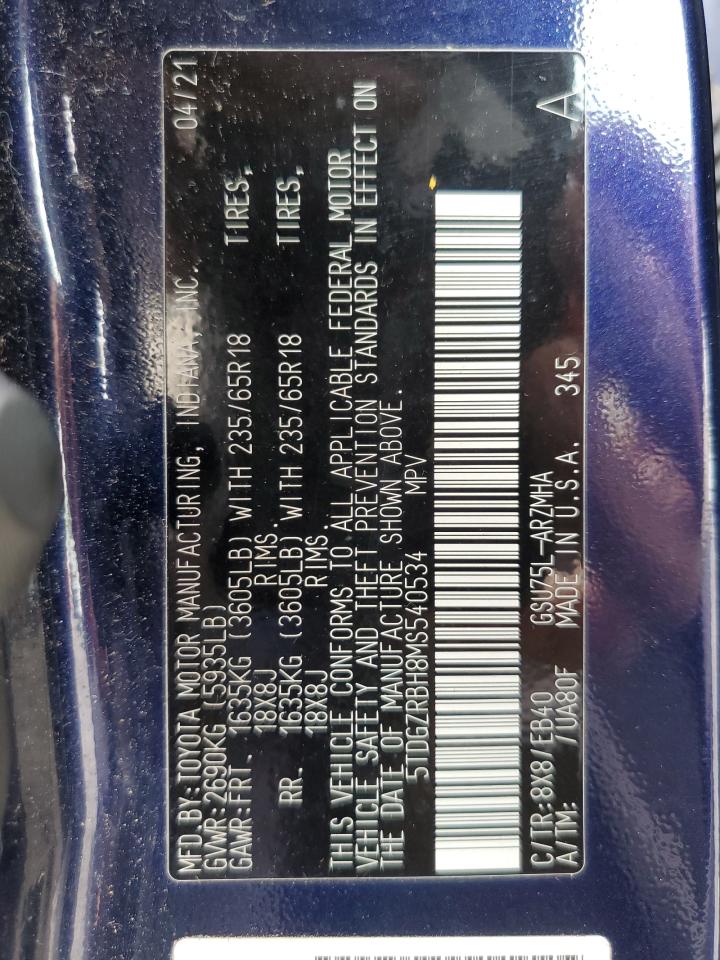 MFD.BY:TOYOTA MOTOR MANUFACTURING, INDIANA, INC. 04/21
GVWR:2690KG (5935LB)
GAWR:FRT. 1635KG (3605LB) WITH 235/65R18 TIRES,
18X8J RIMS.
RR. 1635KG (3605LB) WITH 235/65R18 TIRES,
18X8J RIMS.
THIS VEHICLE CONFORMS TO ALL APPLICABLE FEDERAL MOTOR
VEHICLE SAFETY AND THEFT PREVENTION STANDARDS IN EFFECT ON
THE DATE OF MANUFACTURE SHOWN ABOVE.
5TDGZRBH8MS540534 MPV
C/TR:8X8/EB40 GSU75L-ARZMHA
A/TM: /UA80F MADE IN U.S.A. 345 A